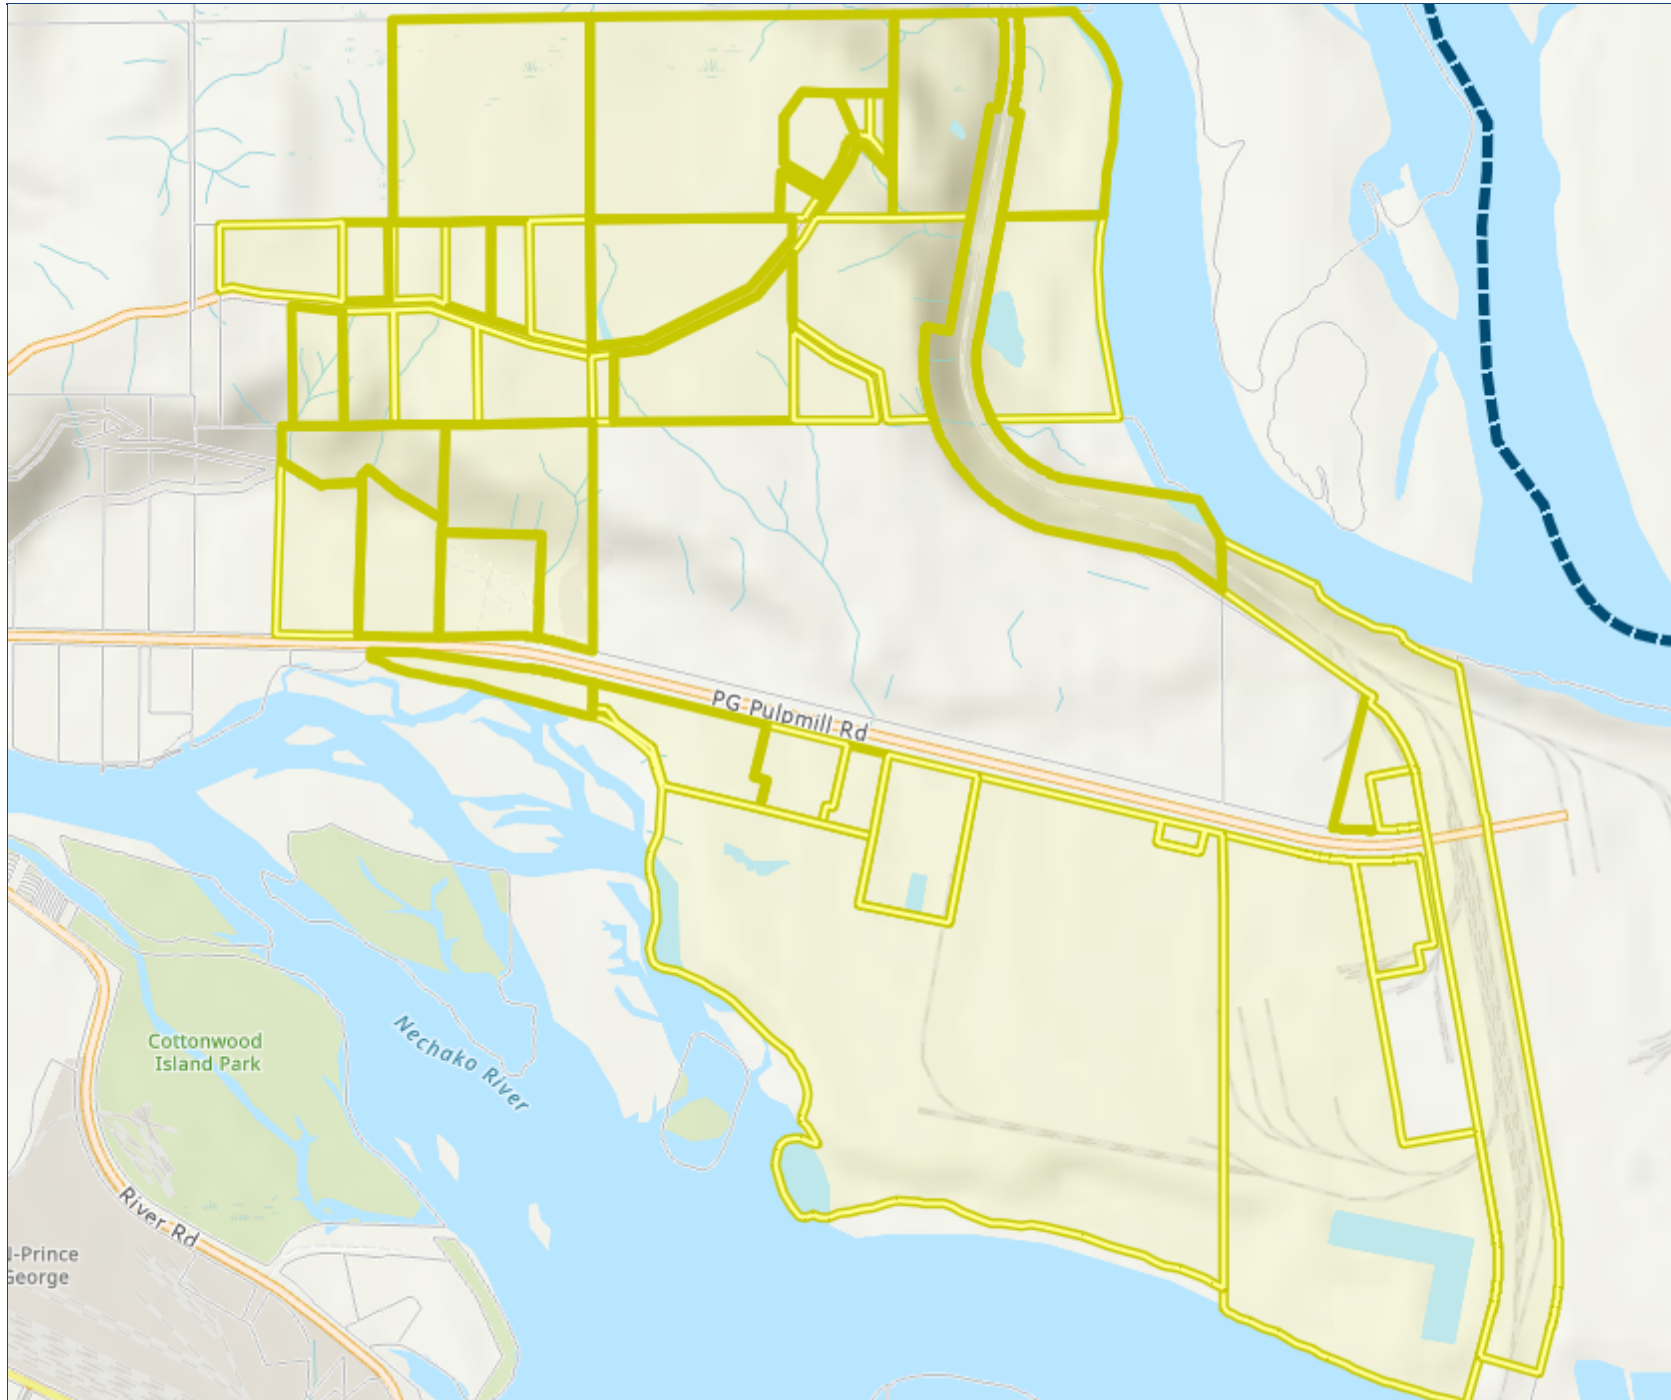 PG Pulpmill Rd
Cottonwood
Island Park
Nechako River
River Rd
-Prince
George